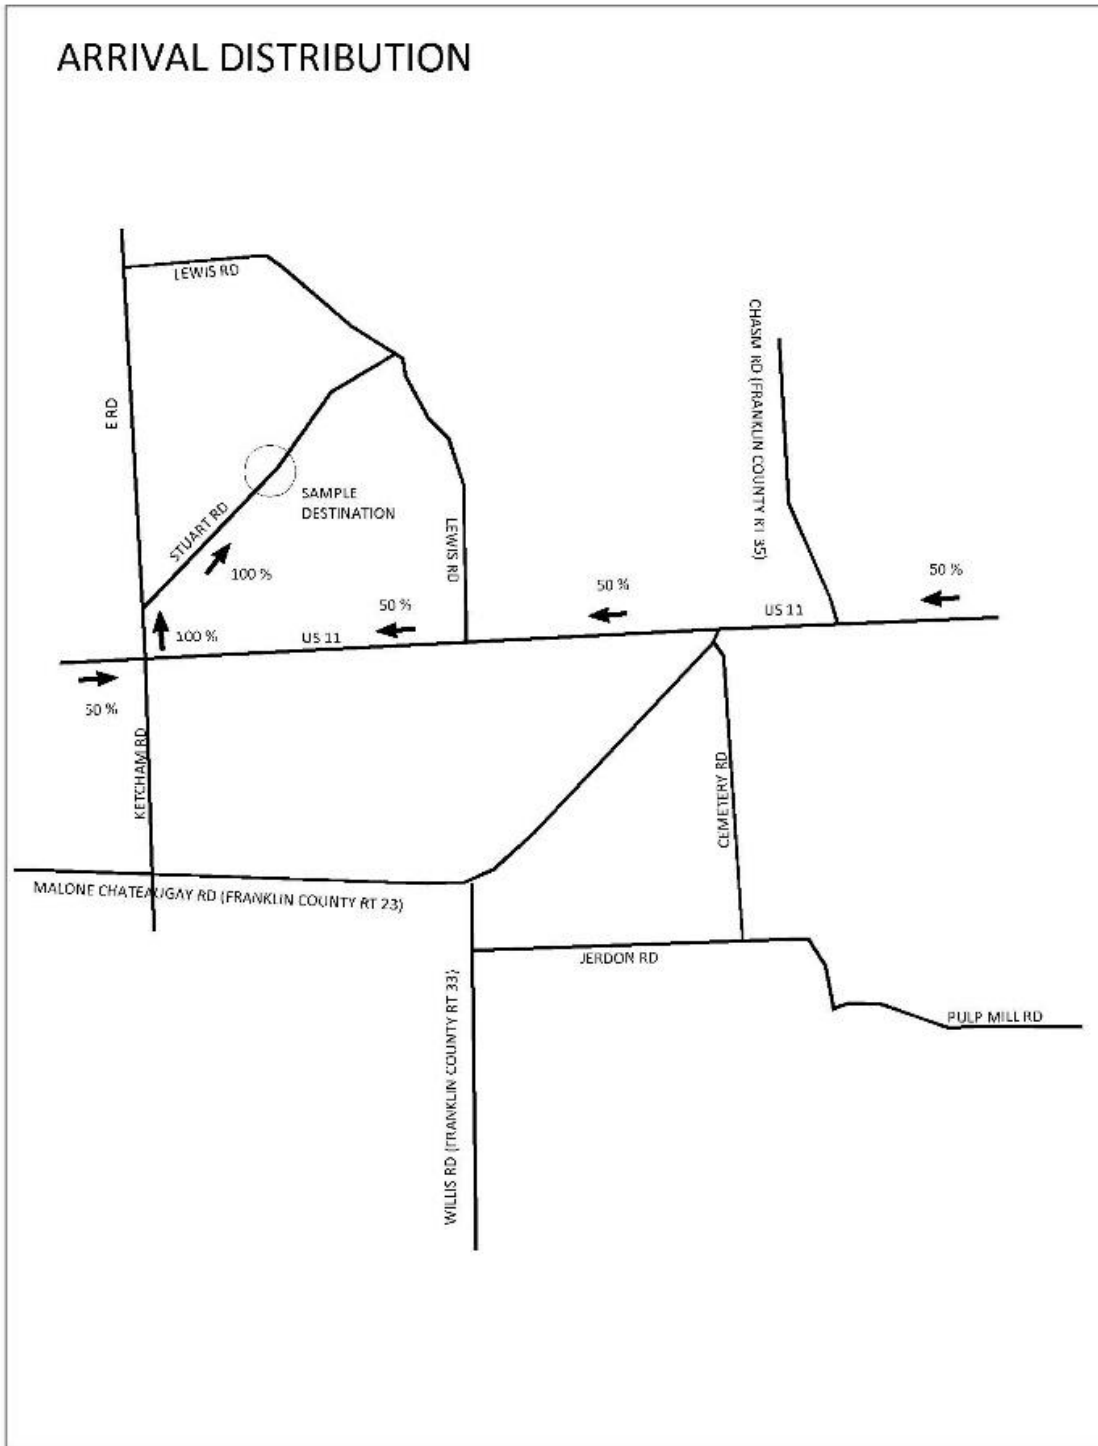 ARRIVAL DISTRIBUTION
LEWIS RD
CHASM RD (FRANKLIN COUNTY RT 35)
E RD
SAMPLE
DESTINATION
STUART RD
LEWIS RD
100 %
50 %
50 %
50 %
US 11
100 %
US 11
50 %
KETCHAM RD
CEMETERY RD
MALONE CHATEAUGAY RD (FRANKLIN COUNTY RT 23)
JERDON RD
WILLIS RD (FRANKLIN COUNTY RT 33)
PULP MILL RD